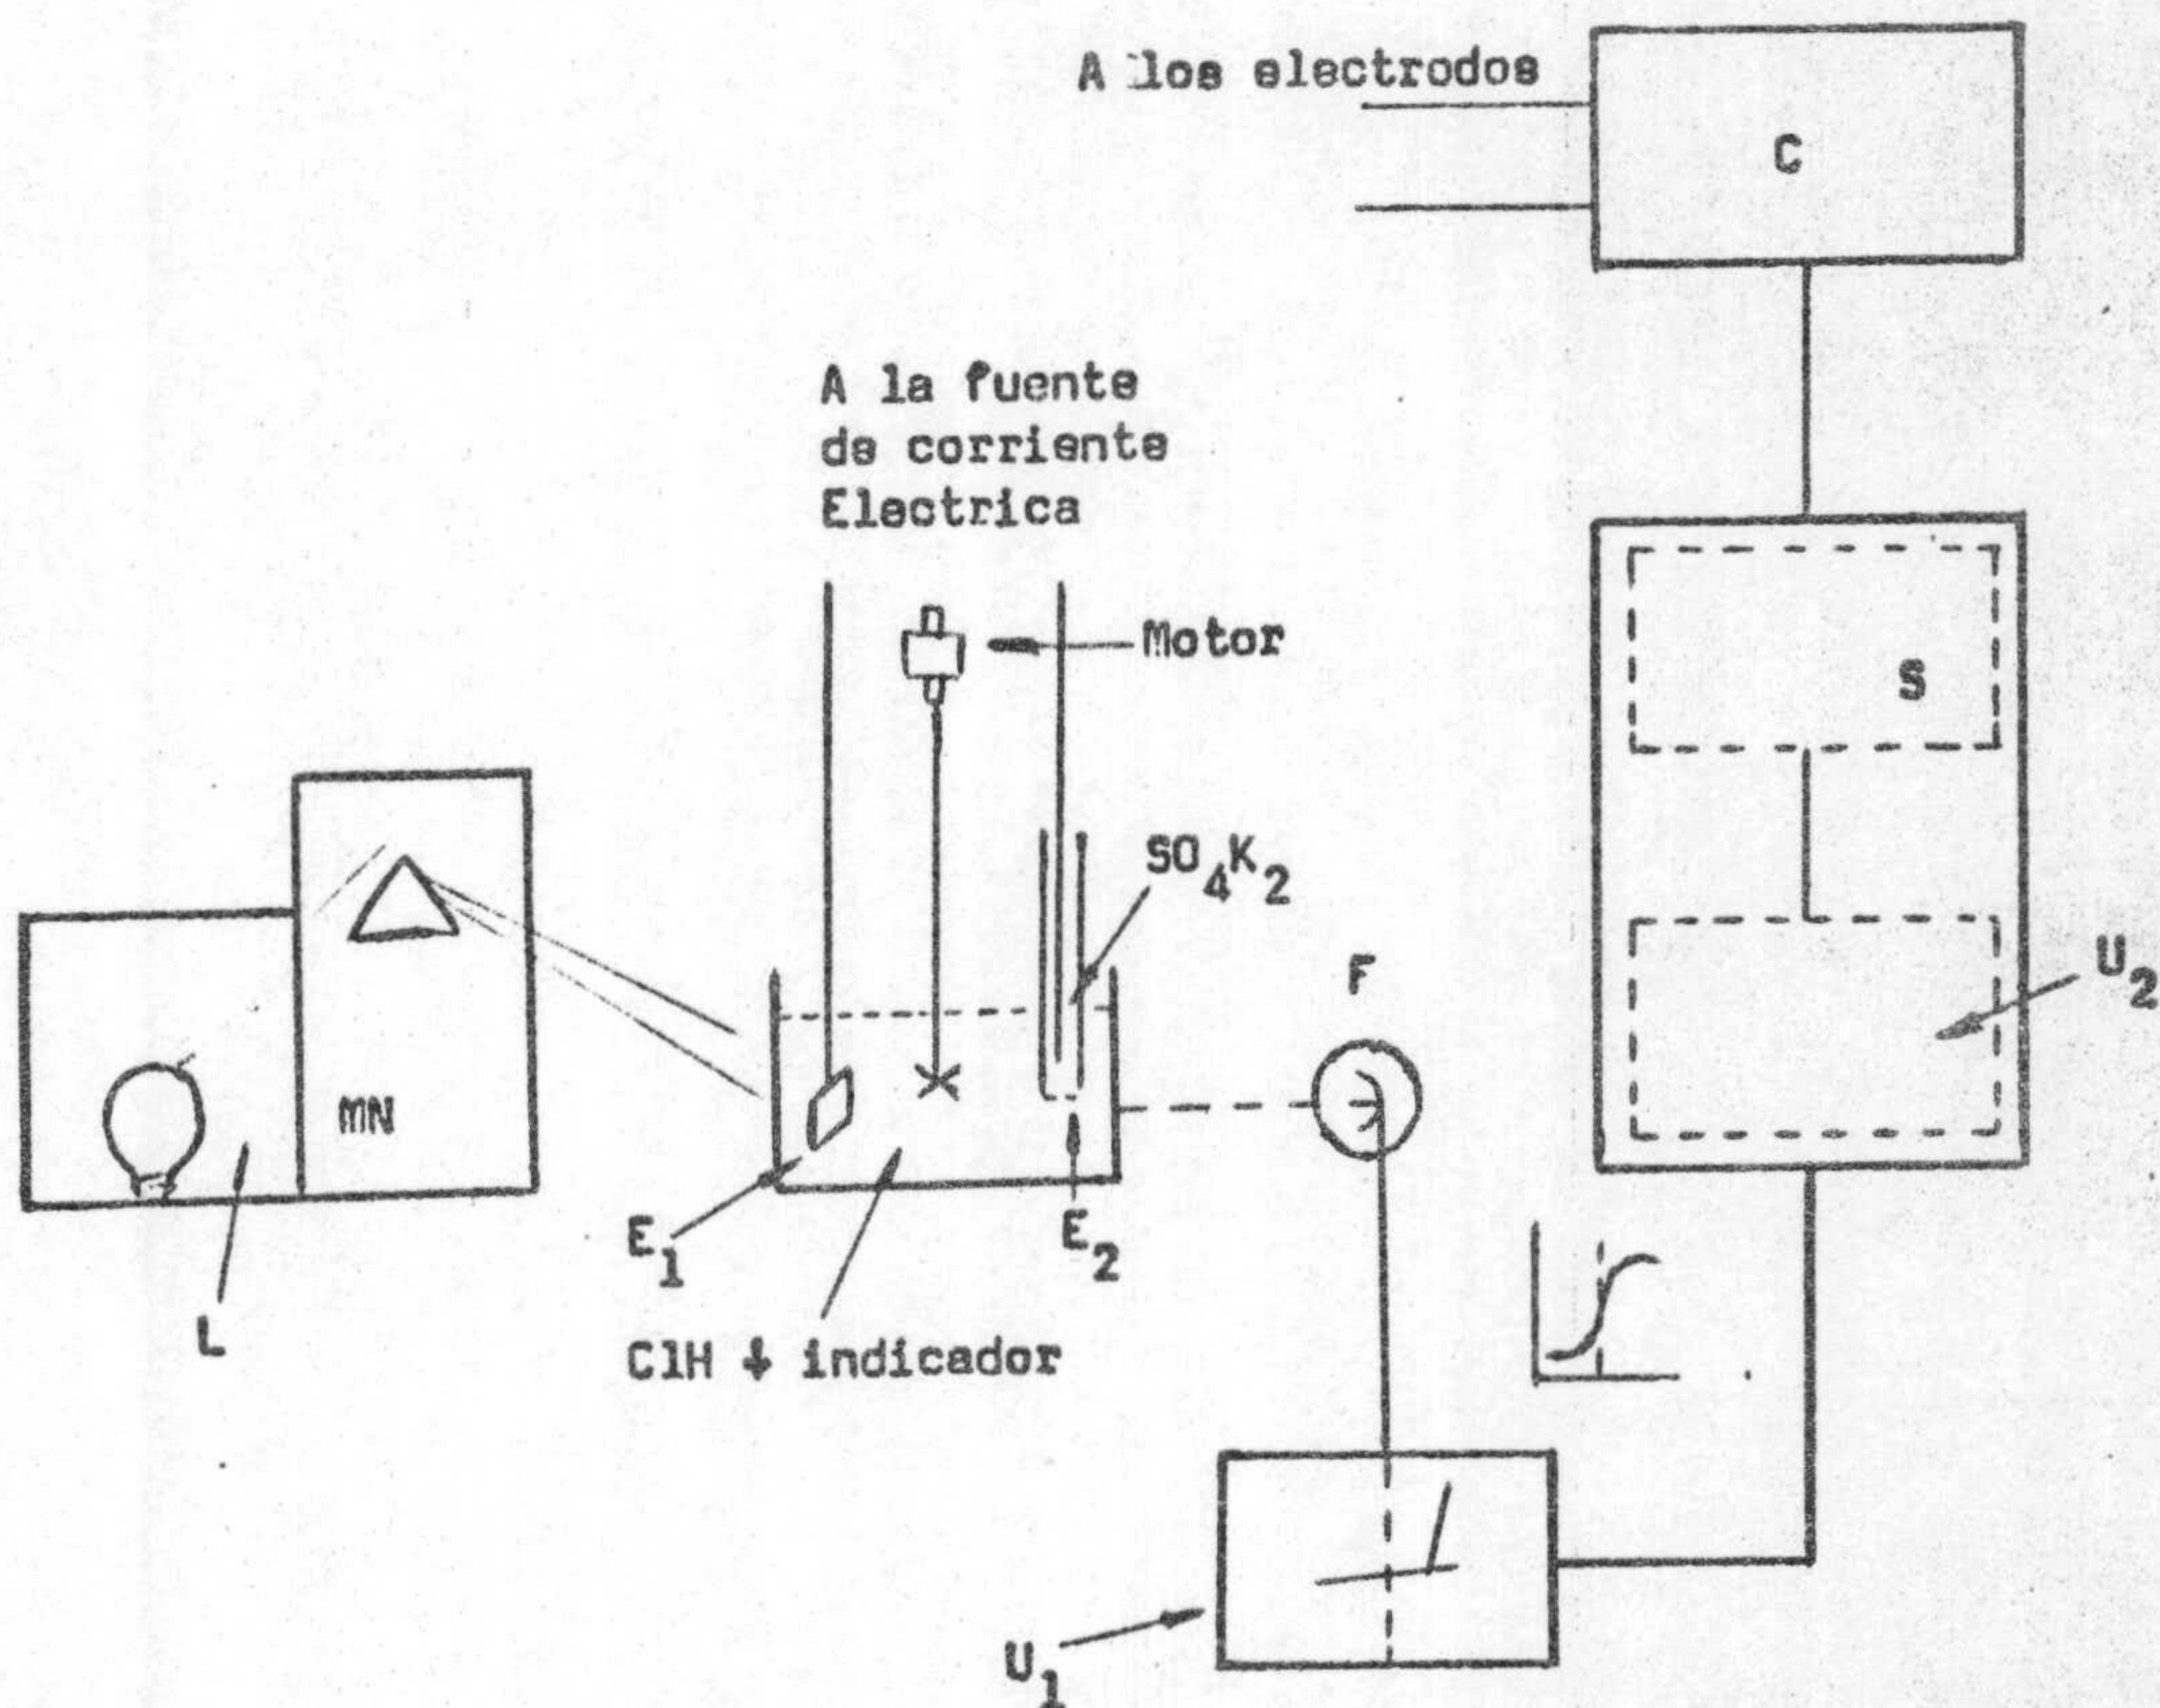 A los electrodos
C
A la fuente
de corriente
Electrica
Motor
S
SO4K2
F
U2
MN
E1
E2
L
ClH + indicador
U1